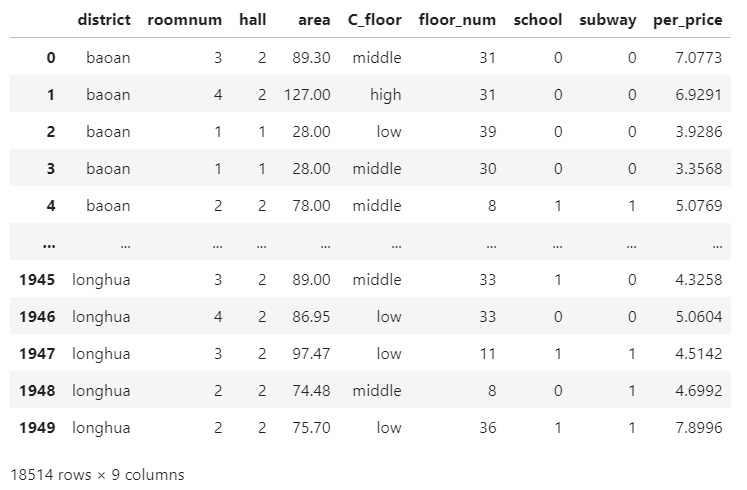 district roomnum hall area C_floor floor_num school subway per_price
0 baoan 3 2 89.30 middle 31 0 0 7.0773
1 baoan 4 2 127.00 high 31 0 0 6.9291
2 baoan 1 1 28.00 low 39 0 0 3.9286
3 baoan 1 1 28.00 middle 30 0 0 3.3568
4 baoan 2 2 78.00 middle 8 1 1 5.0769
... ... ... ... ... ... ... ... ... ...
1945 longhua 3 2 89.00 middle 33 1 0 4.3258
1946 longhua 4 2 86.95 low 33 0 0 5.0604
1947 longhua 3 2 97.47 low 11 1 1 4.5142
1948 longhua 2 2 74.48 middle 8 0 1 4.6992
1949 longhua 2 2 75.70 low 36 1 1 7.8996
18514 rows × 9 columns